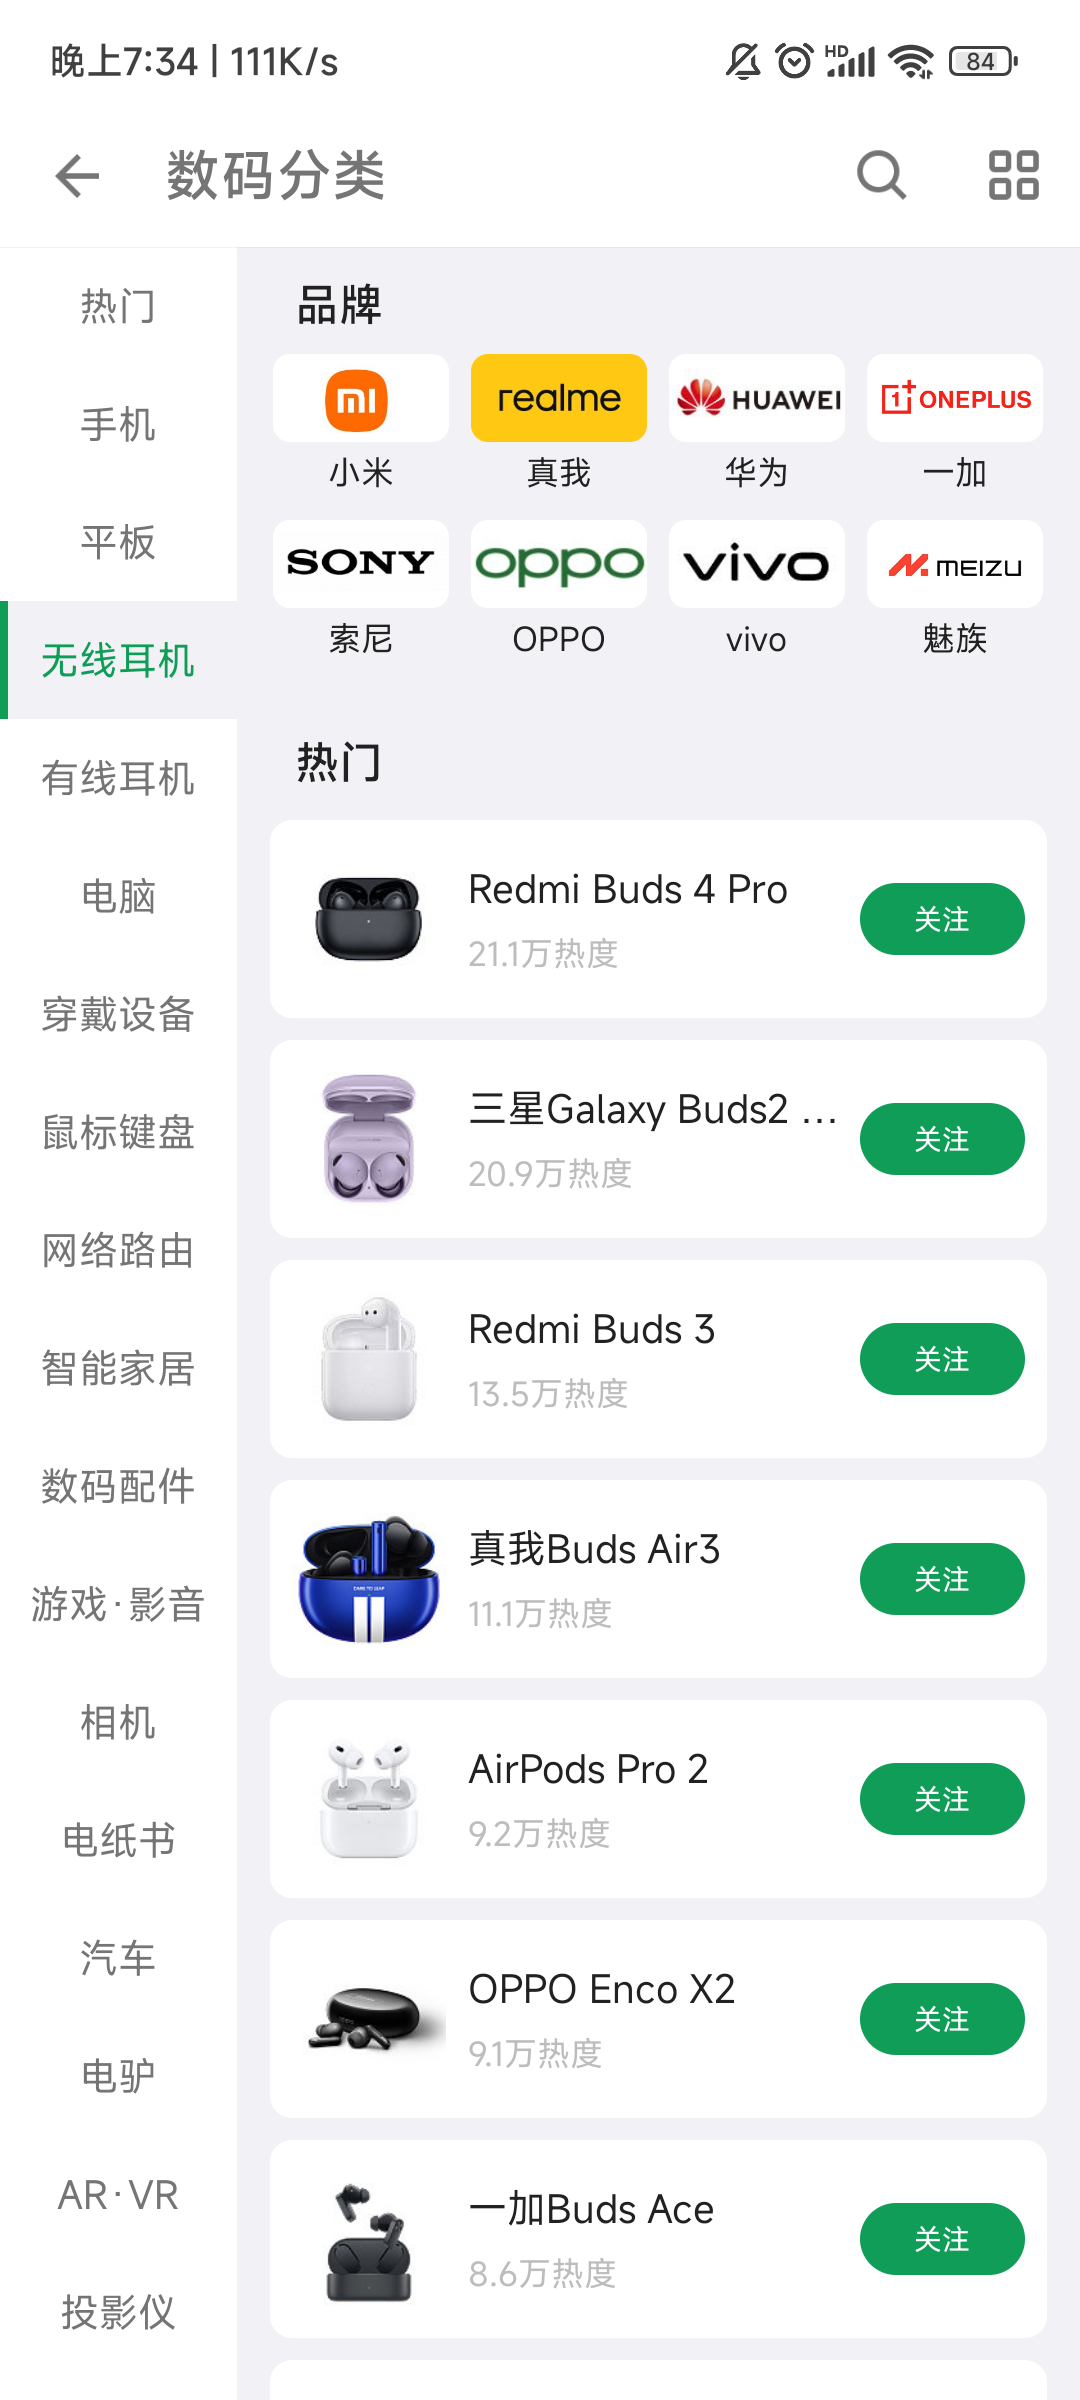 晚上7:34 | 111K/s
HD
84
数码分类
热门
手机
平板
无线耳机
有线耳机
电脑
穿戴设备
鼠标键盘
网络路由
智能家居
数码配件
游戏·影音
相机
电纸书
汽车
电驴
AR·VR
投影仪
品牌
realme
HUAWEI
ONEPLUS
小米
真我
华为
一加
SONY
oppo
vivo
MEIZU
索尼
OPPO
vivo
魅族
热门
Redmi Buds 4 Pro
21.1万热度
关注
三星Galaxy Buds2 ...
20.9万热度
关注
Redmi Buds 3
13.5万热度
关注
真我Buds Air3
11.1万热度
关注
AirPods Pro 2
9.2万热度
关注
OPPO Enco X2
9.1万热度
关注
一加Buds Ace
8.6万热度
关注